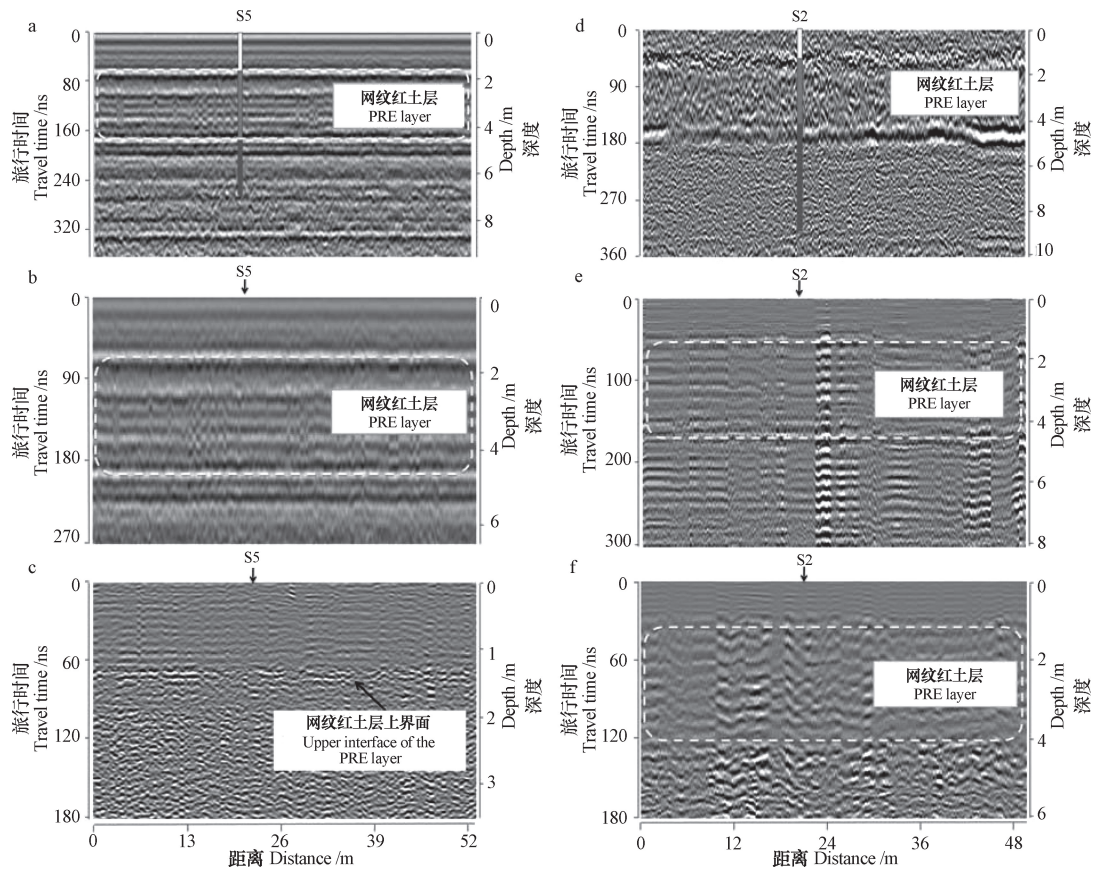 a
S5
0
80
160
240
320
旅行时间
Travel time /ns
0
2
4
6
8
Depth /m
深度
网纹红土层
PRE layer
d
S2
0
90
180
270
360
旅行时间
Travel time /ns
0
2
4
6
8
10
Depth /m
深度
网纹红土层
PRE layer
b
S5
0
90
180
270
旅行时间
Travel time /ns
0
2
4
6
Depth /m
深度
网纹红土层
PRE layer
e
S2
0
100
200
300
旅行时间
Travel time /ns
0
2
4
6
8
Depth /m
深度
网纹红土层
PRE layer
c
S5
0
60
120
180
旅行时间
Travel time /ns
0
1
2
3
Depth /m
深度
网纹红土层上界面
Upper interface of the
PRE layer
0 13 26 39 52
距离 Distance /m
f
S2
0
60
120
180
旅行时间
Travel time /ns
0
2
4
6
Depth /m
深度
网纹红土层
PRE layer
0 12 24 36 48
距离 Distance /m